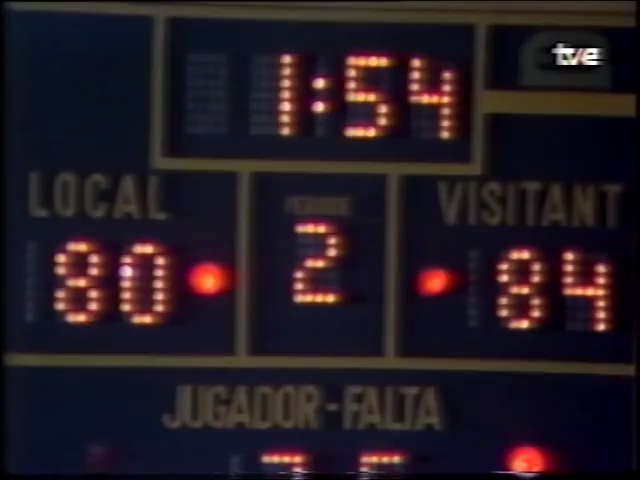 tve
1:54
LOCAL
VISITANT
PERIODE
80
2
84
JUGADOR-FALTA